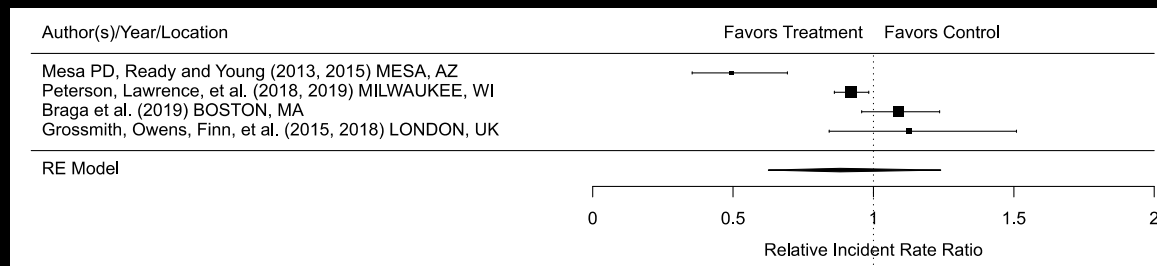 Author(s)/Year/Location Favors Treatment Favors Control
Mesa PD, Ready and Young (2013, 2015) MESA, AZ
Peterson, Lawrence, et al. (2018, 2019) MILWAUKEE, WI
Braga et al. (2019) BOSTON, MA
Grossmith, Owens, Finn, et al. (2015, 2018) LONDON, UK
RE Model
0 0.5 1 1.5 2
Relative Incident Rate Ratio